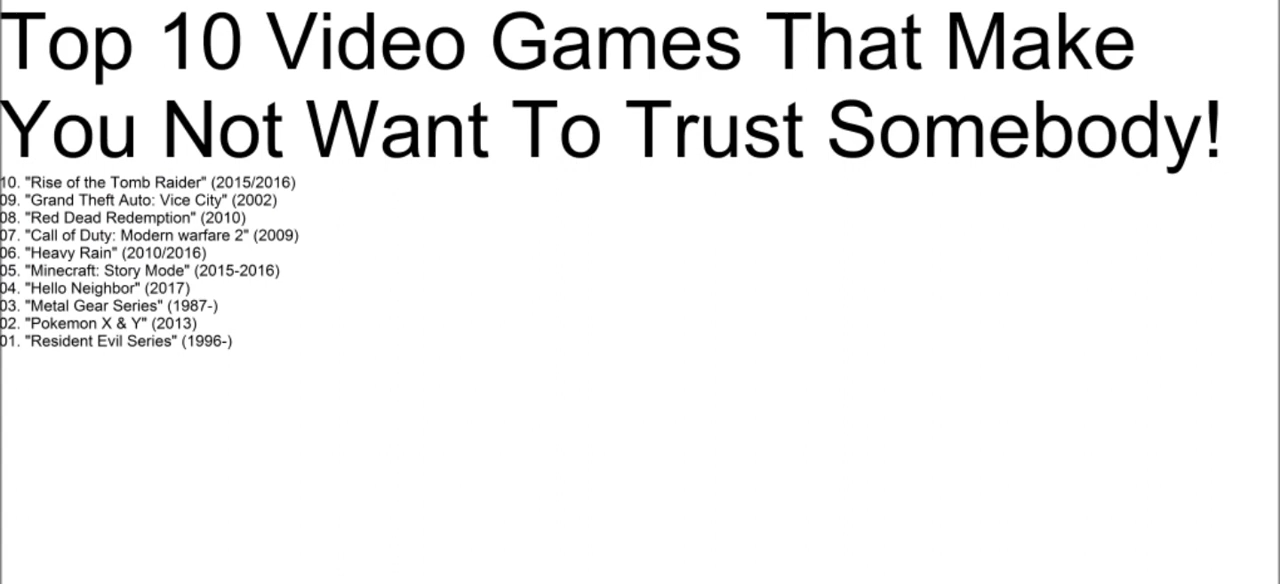 Top 10 Video Games That Make
You Not Want To Trust Somebody!
10. "Rise of the Tomb Raider" (2015/2016)
09. "Grand Theft Auto: Vice City" (2002)
08. "Red Dead Redemption" (2010)
07. "Call of Duty: Modern warfare 2" (2009)
06. "Heavy Rain" (2010/2016)
05. "Minecraft: Story Mode" (2015-2016)
04. "Hello Neighbor" (2017)
03. "Metal Gear Series" (1987-)
02. "Pokemon X & Y" (2013)
01. "Resident Evil Series" (1996-)